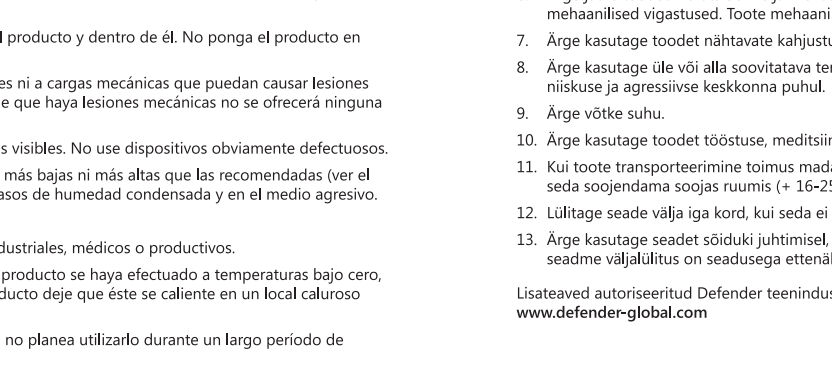 l producto y dentro de él. No ponga el producto en
es ni a cargas mecánicas que puedan causar lesiones
e que haya lesiones mecánicas no se ofrecerá ninguna
s visibles. No use dispositivos obviamente defectuosos.
más bajas ni más altas que las recomendadas (ver el
asos de humedad condensada y en el medio agresivo.
dustriales, médicos o productivos.
producto se haya efectuado a temperaturas bajo cero,
ducto deje que éste se caliente en un local caluroso
no planea utilizarlo durante un largo período de
mehaanilised vigastused. Toote mehaani
7. Ärge kasutage toodet nähtavate kahjustu
8. Ärge kasutage üle või alla soovitatava te
niiskuse ja agressiivse keskkonna puhul.
9. Ärge võtke suhu.
10. Ärge kasutage toodet tööstuse, meditsiin
11. Kui toote transporteerimine toimus mada
seda soojendama soojas ruumis (+ 16-25
12. Lülitage seade välja iga kord, kui seda ei
13. Ärge kasutage seadet sõiduki juhtimisel,
seadme väljalülitus on seadusega ettenäh
Lisateaved autoriseeritud Defender teenindus
www.defender-global.com